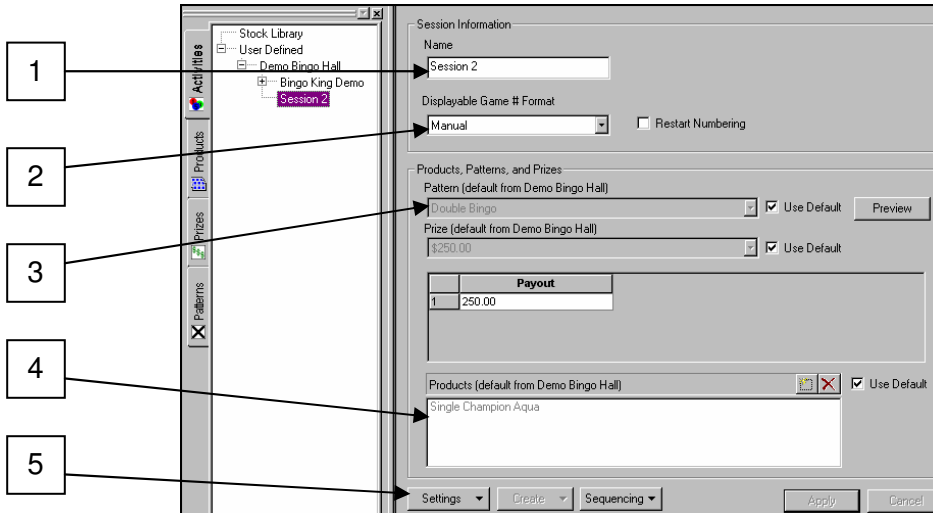 1
2
3
4
5
Activities
Products
Prizes
Patterns
Stock Library
User Defined
Demo Bingo Hall
Bingo King Demo
Session 2
Session Information
Name
Session 2
Displayable Game # Format
Manual
Restart Numbering
Products, Patterns, and Prizes
Pattern (default from Demo Bingo Hall)
Double Bingo
Use Default
Preview
Prize (default from Demo Bingo Hall)
$250.00
Use Default
Payout
1 250.00
Products (default from Demo Bingo Hall)
Use Default
Single Champion Aqua
Settings Create Sequencing Apply Cancel